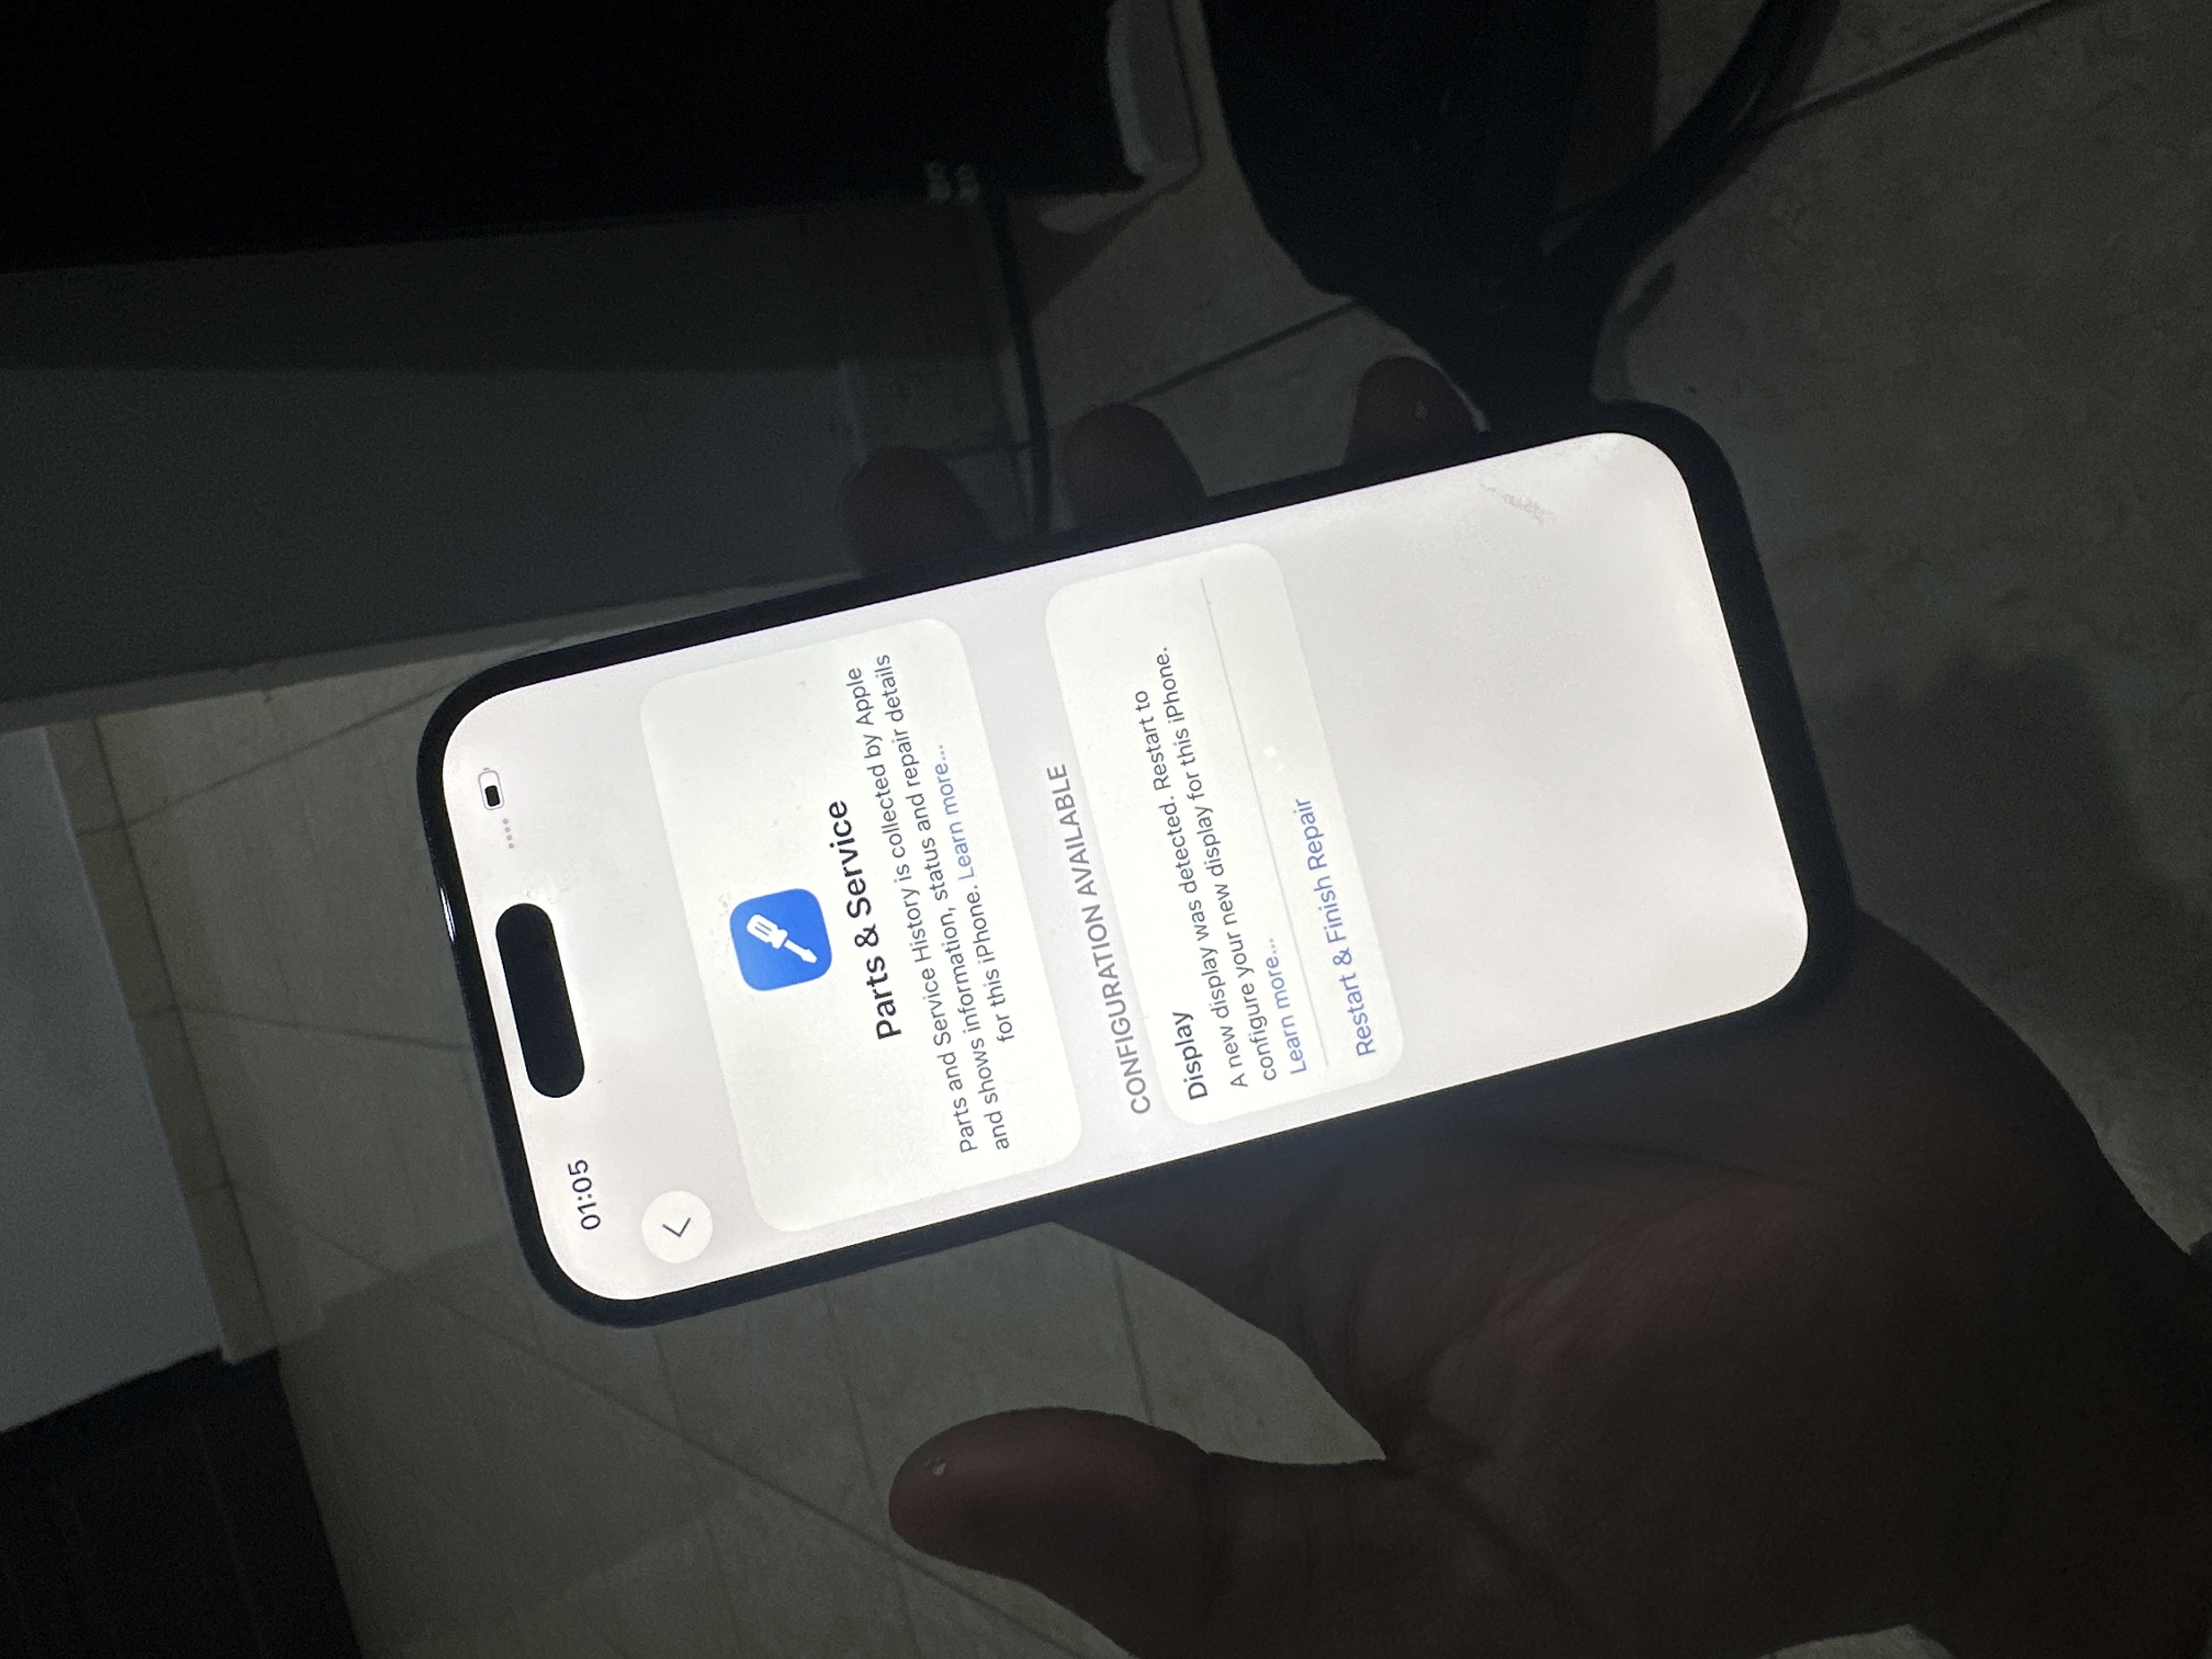 01:05
Parts & Service
Parts and Service History is collected by Apple
and shows information, status and repair details
for this iPhone. Learn more...
CONFIGURATION AVAILABLE
Display
A new display was detected. Restart to
configure your new display for this iPhone.
Learn more...
Restart & Finish Repair